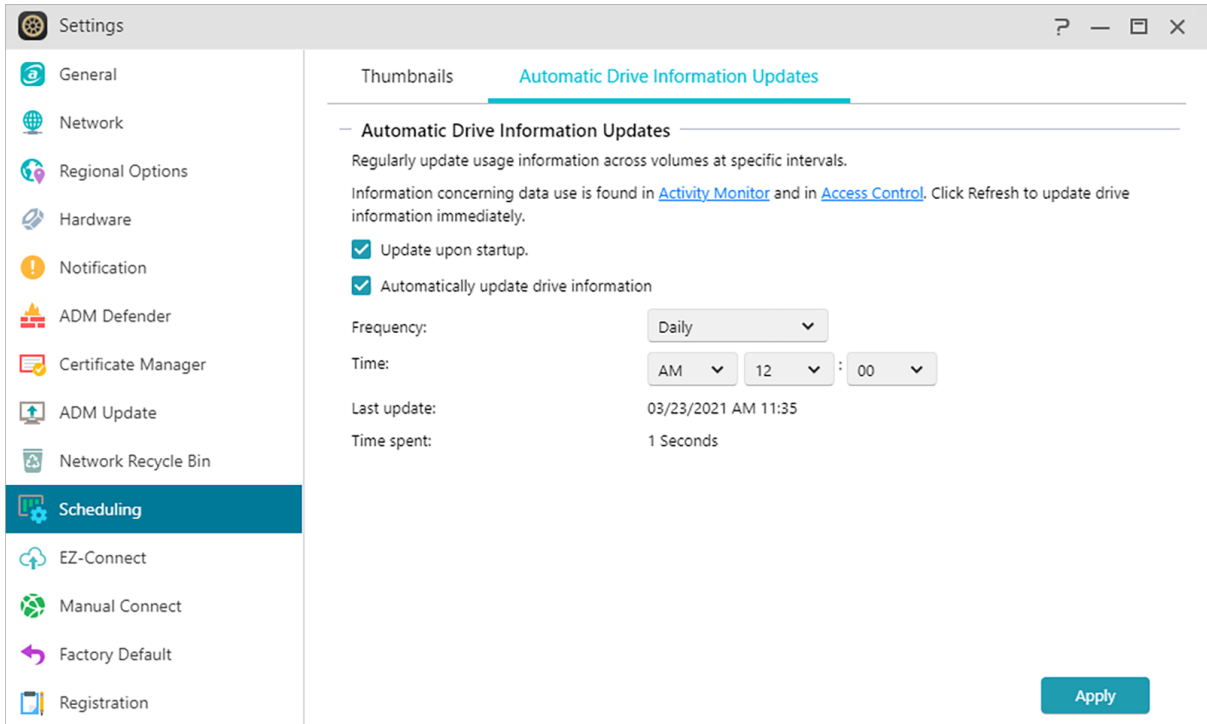 Settings
General
Network
Regional Options
Hardware
Notification
ADM Defender
Certificate Manager
ADM Update
Network Recycle Bin
Scheduling
EZ-Connect
Manual Connect
Factory Default
Registration
Thumbnails
Automatic Drive Information Updates
Automatic Drive Information Updates
Regularly update usage information across volumes at specific intervals.
Information concerning data use is found in Activity Monitor and in Access Control. Click Refresh to update drive
information immediately.
Update upon startup.
Automatically update drive information
Frequency: Daily
Time: AM 12 : 00
Last update: 03/23/2021 AM 11:35
Time spent: 1 Seconds
Apply